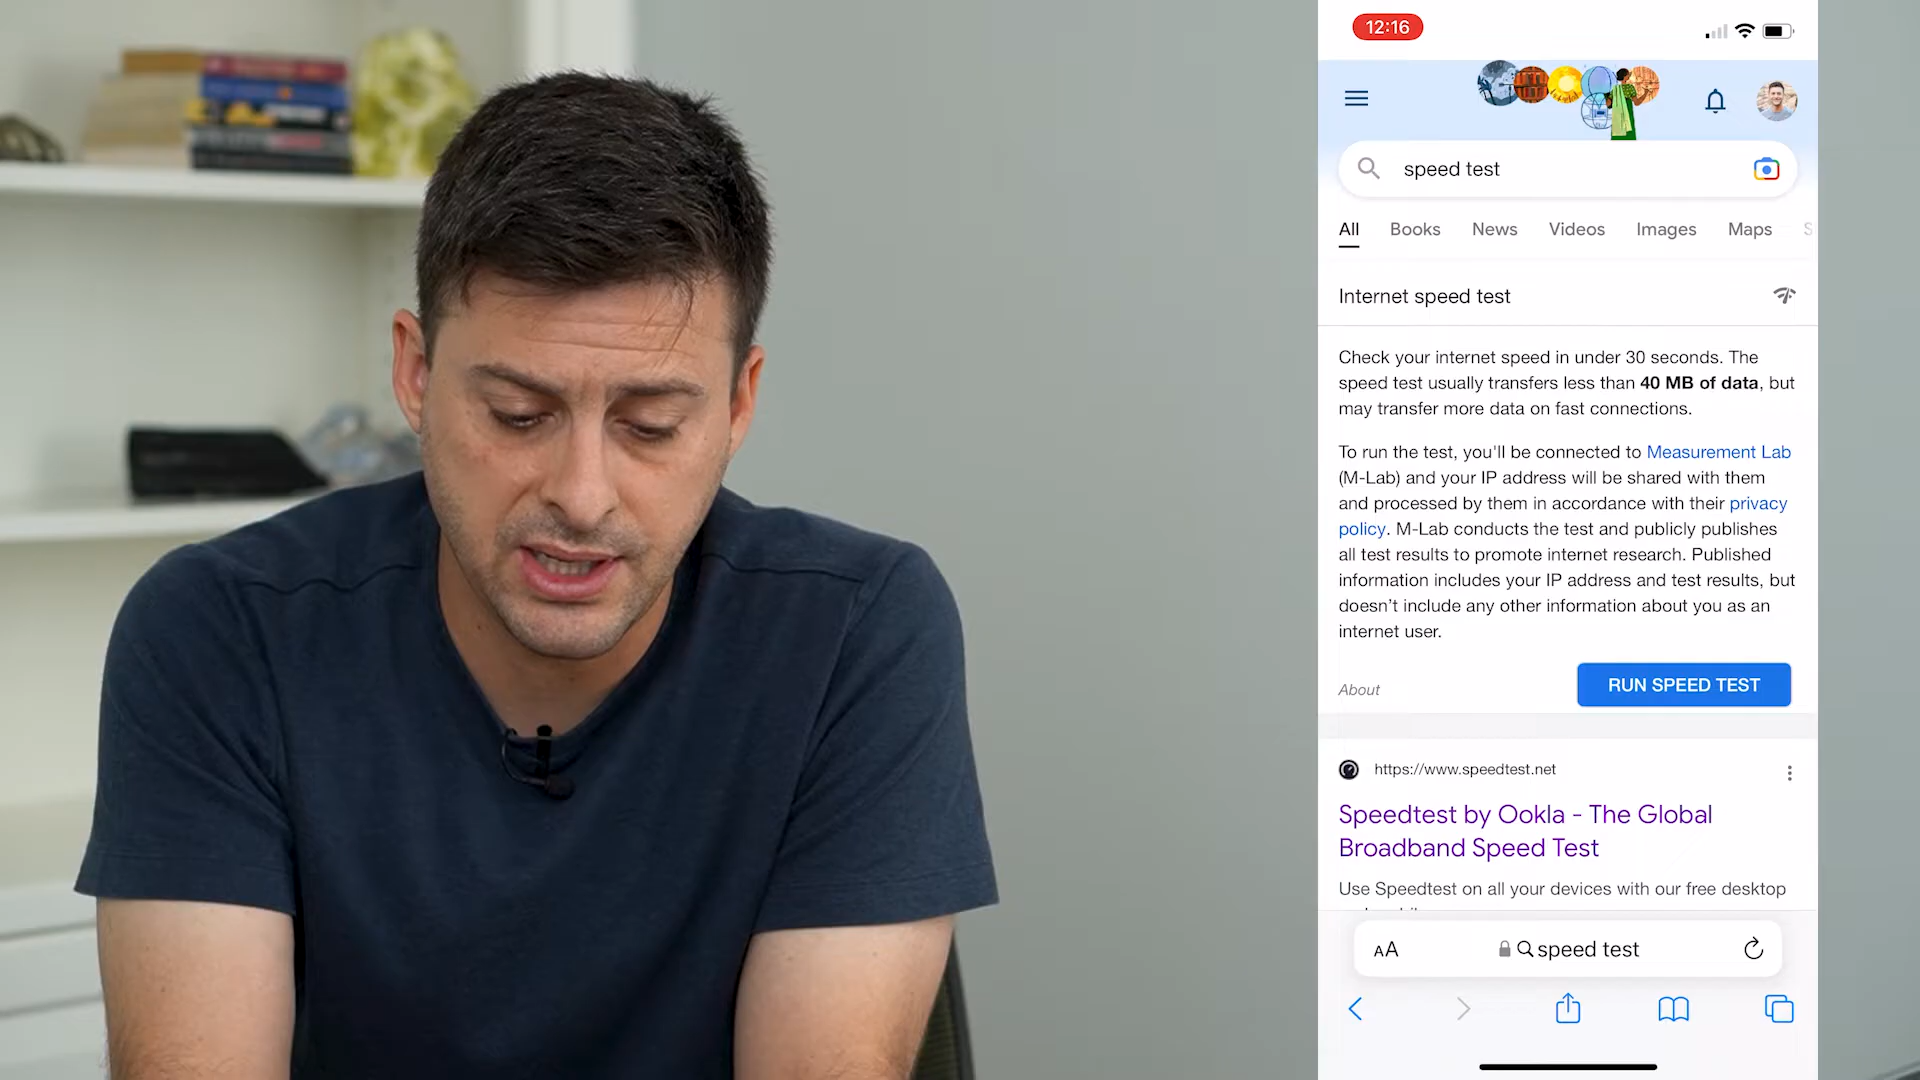 12:16
speed test
All Books News Videos Images Maps
Internet speed test
Check your internet speed in under 30 seconds. The
speed test usually transfers less than 40 MB of data, but
may transfer more data on fast connections.
To run the test, you'll be connected to Measurement Lab
(M-Lab) and your IP address will be shared with them
and processed by them in accordance with their privacy
policy. M-Lab conducts the test and publicly publishes
all test results to promote internet research. Published
information includes your IP address and test results, but
doesn’t include any other information about you as an
internet user.
About
RUN SPEED TEST
https://www.speedtest.net
Speedtest by Ookla - The Global
Broadband Speed Test
Use Speedtest on all your devices with our free desktop
AA speed test